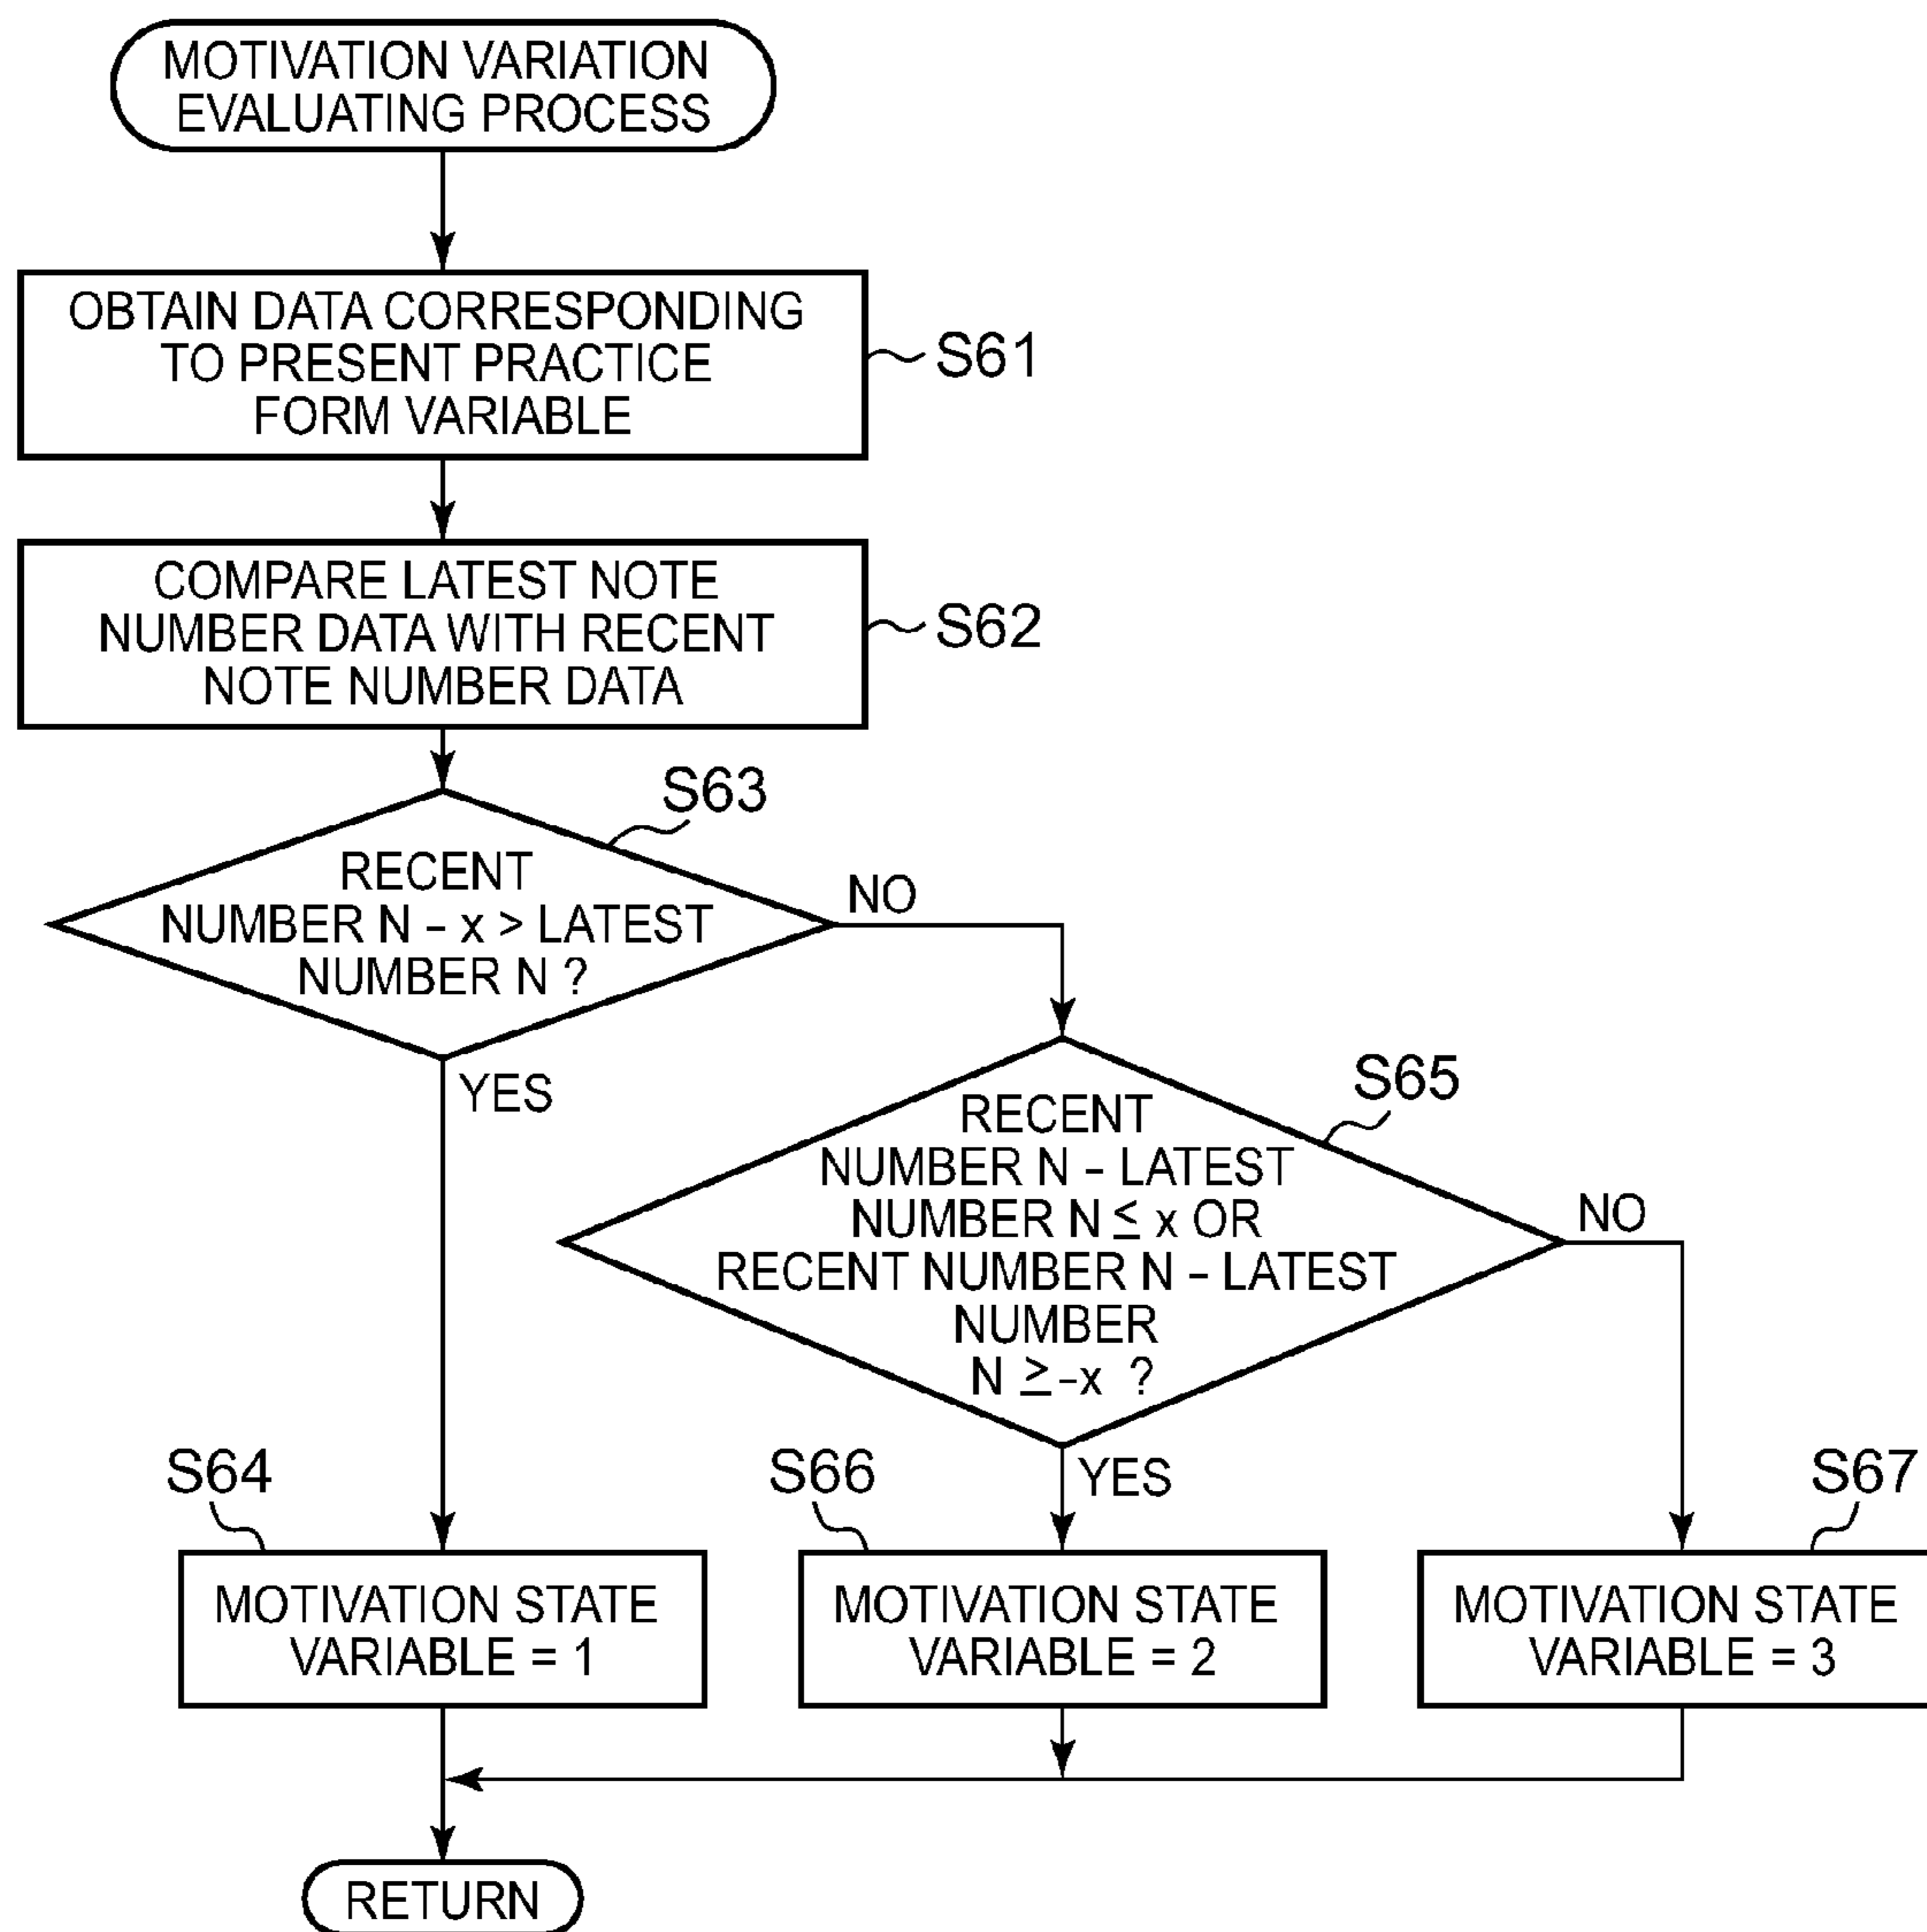 MOTIVATION VARIATION
EVALUATING PROCESS
OBTAIN DATA CORRESPONDING
TO PRESENT PRACTICE
FORM VARIABLE
S61
COMPARE LATEST NOTE
NUMBER DATA WITH RECENT
NOTE NUMBER DATA
S62
S63
RECENT
NUMBER N – x > LATEST
NUMBER N ?
NO
YES
S65
RECENT
NUMBER N – LATEST
NUMBER N ≤ x OR
RECENT NUMBER N – LATEST
NUMBER
N ≥ –x ?
NO
YES
S64
MOTIVATION STATE
VARIABLE = 1
S66
MOTIVATION STATE
VARIABLE = 2
S67
MOTIVATION STATE
VARIABLE = 3
RETURN